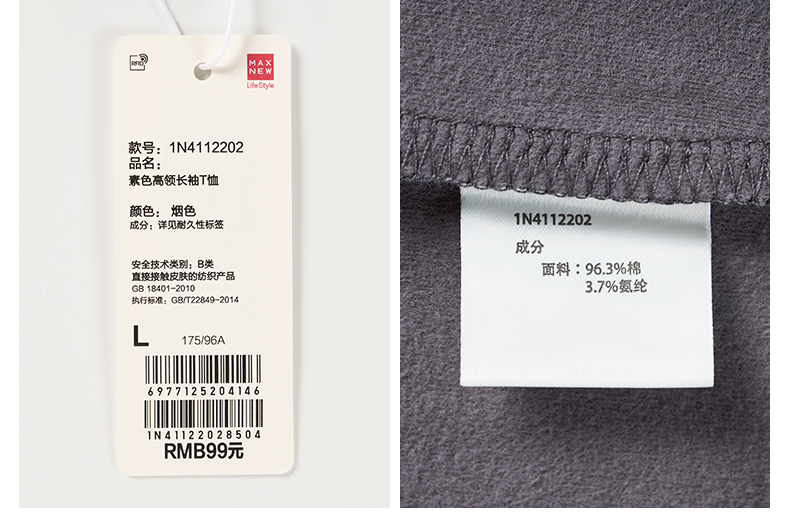 RFID
MAX
NEW
Life Style
款号：1N4112202
品名：
素色高领长袖T恤
颜色：烟色
成分：详见耐久性标签
安全技术类别：B类
直接接触皮肤的纺织产品
GB 18401-2010
执行标准：GB/T22849-2014
L 175/96A
6977125204146
1N41122028504
RMB99元
1N4112202
成分
面料：96.3%棉
3.7%氨纶